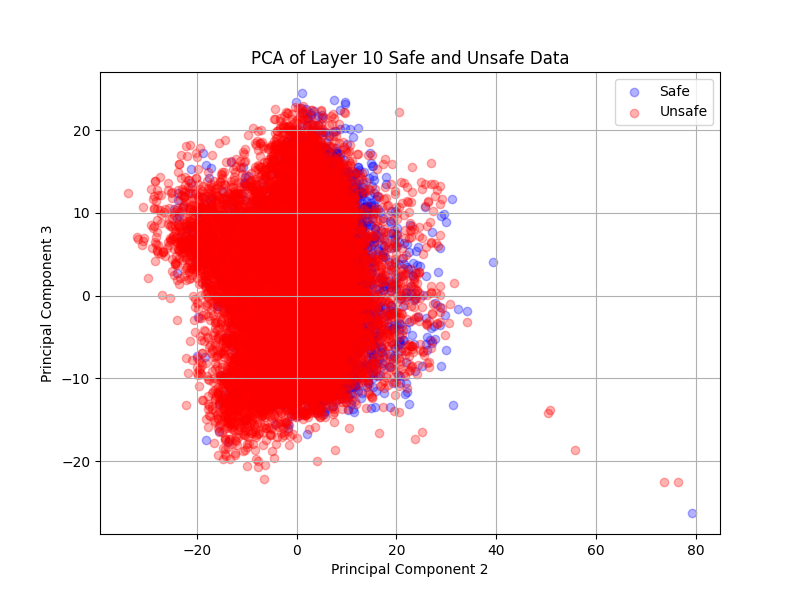 PCA of Layer 10 Safe and Unsafe Data
Safe
Unsafe
20
10
0
−10
−20
Principal Component 3
−20
0
20
40
60
80
Principal Component 2